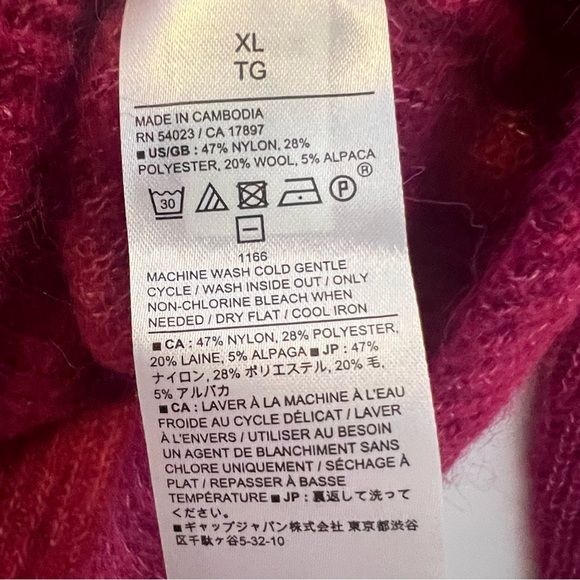 XL
TG
MADE IN CAMBODIA
RN 54023 / CA 17897
■ US/GB : 47% NYLON, 28%
POLYESTER, 20% WOOL, 5% ALPACA
30 P ®
1166
MACHINE WASH COLD GENTLE
CYCLE / WASH INSIDE OUT / ONLY
NON-CHLORINE BLEACH WHEN
NEEDED / DRY FLAT / COOL IRON
■ CA : 47% NYLON, 28% POLYESTER,
20% LAINE, 5% ALPAGA ■ JP : 47%
ナイロン, 28% ポリエステル, 20% 毛,
5% アルパカ
■ CA : LAVER À LA MACHINE À L'EAU
FROIDE AU CYCLE DÉLICAT / LAVER
À L'ENVERS / UTILISER AU BESOIN
UN AGENT DE BLANCHIMENT SANS
CHLORE UNIQUEMENT / SÉCHAGE À
PLAT / REPASSER À BASSE
TEMPÉRATURE ■ JP : 裏返して洗って
ください。
■ ギャップジャパン株式会社 東京都渋谷
区千駄ヶ谷5-32-10